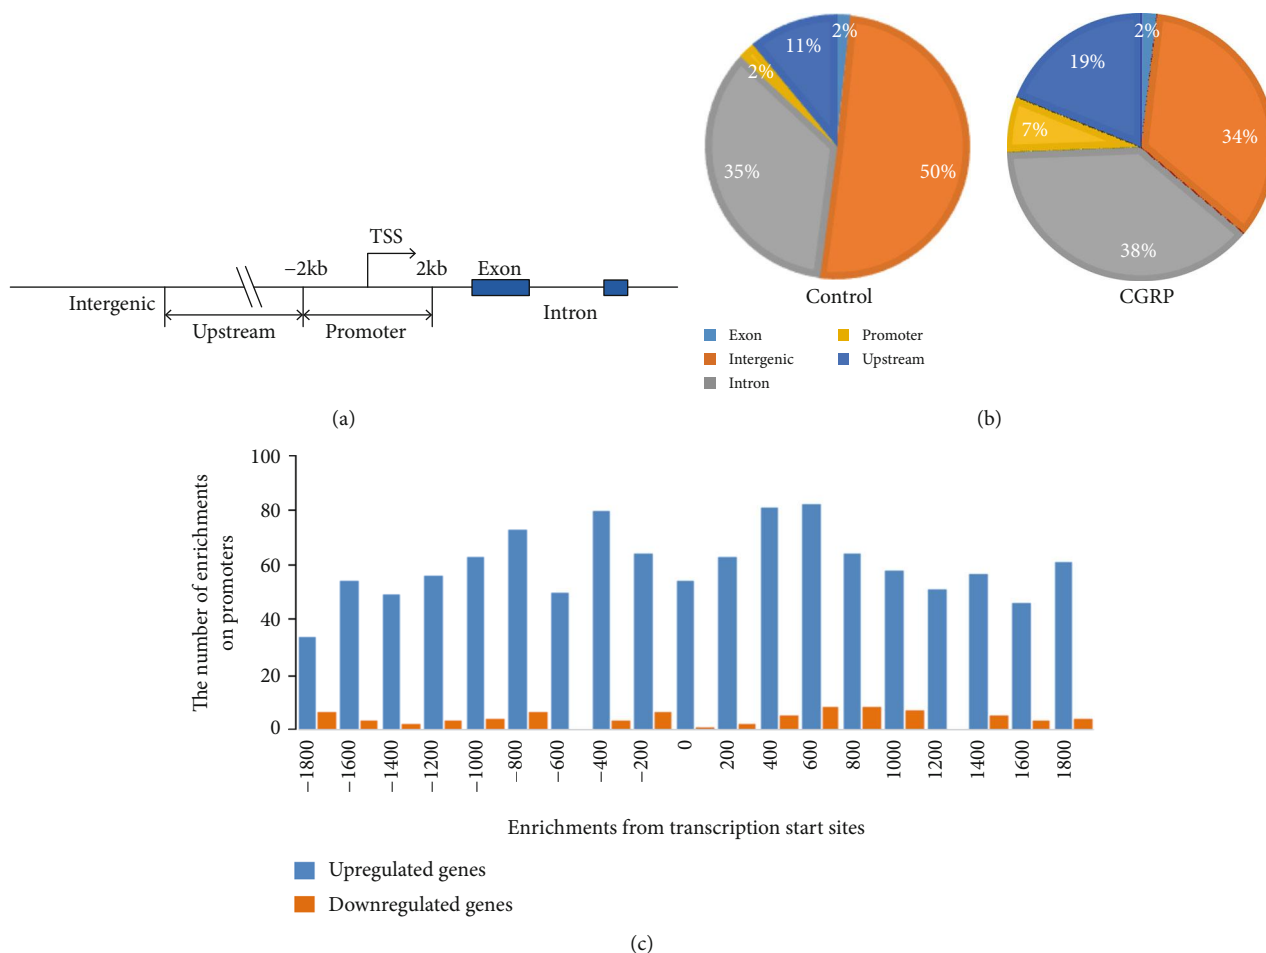 TSS
−2kb
2kb
Exon
Intergenic
Intron
Upstream
Promoter
(a)
2%
11%
2%
35%
50%
Control
2%
19%
7%
34%
38%
CGRP
Exon
Promoter
Intergenic
Upstream
Intron
(b)
The number of enrichments
on promoters
100
80
60
40
20
0
−1800
−1600
−1400
−1200
−1000
−800
−600
−400
−200
0
200
400
600
800
1000
1200
1400
1600
1800
Enrichments from transcription start sites
Upregulated genes
Downregulated genes
(c)